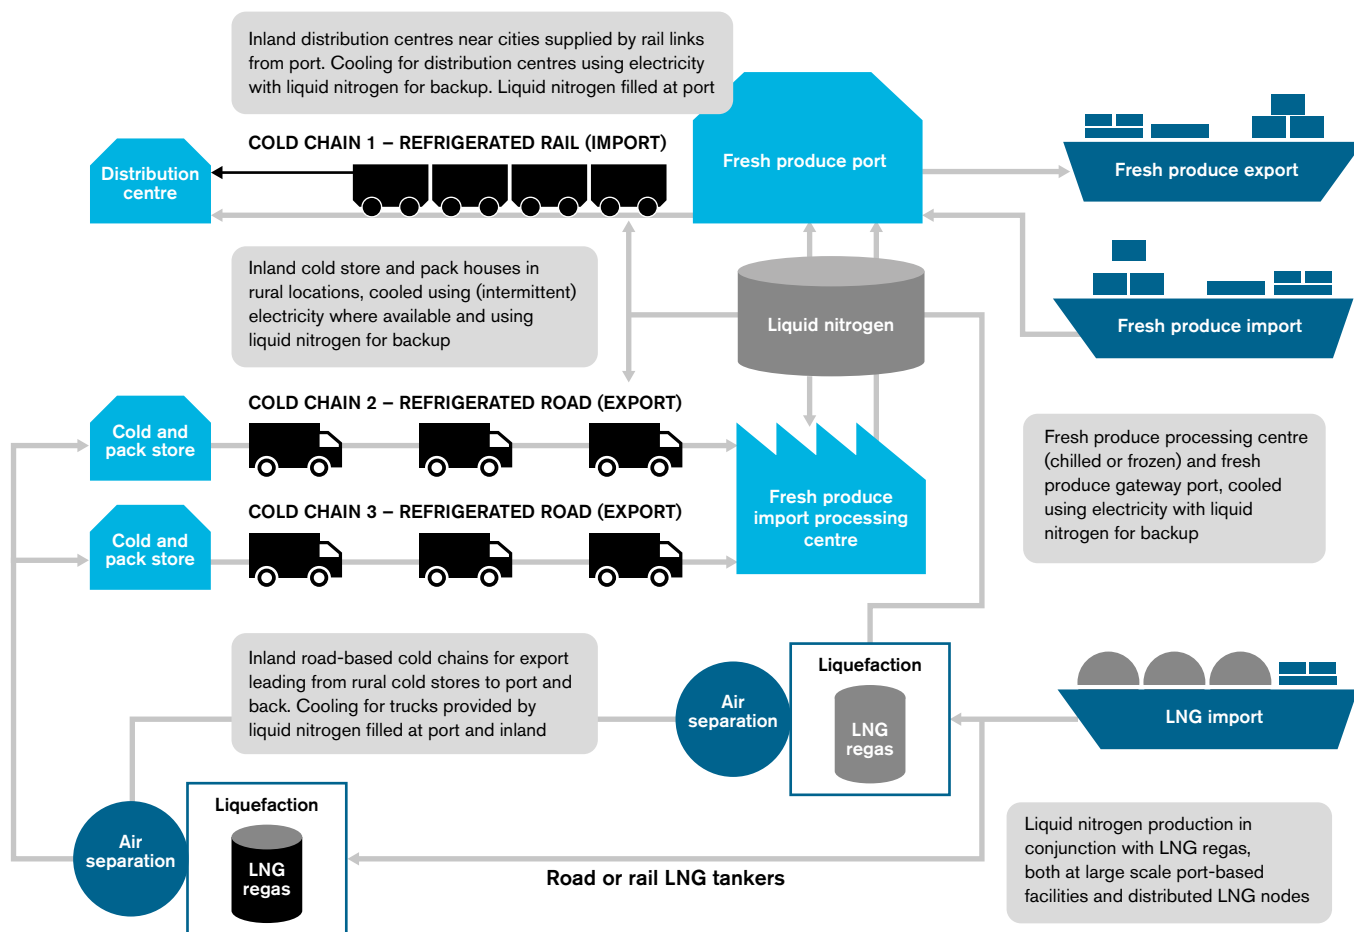 Inland distribution centres near cities supplied by rail links
from port. Cooling for distribution centres using electricity
with liquid nitrogen for backup. Liquid nitrogen filled at port
COLD CHAIN 1 – REFRIGERATED RAIL (IMPORT)
Distribution
centre
Fresh produce port
Fresh produce export
Inland cold store and pack houses in
rural locations, cooled using (intermittent)
electricity where available and using
liquid nitrogen for backup
Liquid nitrogen
Fresh produce import
COLD CHAIN 2 – REFRIGERATED ROAD (EXPORT)
Cold and
pack store
Fresh produce processing centre
(chilled or frozen) and fresh
produce gateway port, cooled
using electricity with liquid
nitrogen for backup
COLD CHAIN 3 – REFRIGERATED ROAD (EXPORT)
Cold and
pack store
Fresh produce
import processing
centre
Inland road-based cold chains for export
leading from rural cold stores to port and
back. Cooling for trucks provided by
liquid nitrogen filled at port and inland
Air
separation
Liquefaction
LNG
regas
LNG import
Air
separation
Liquefaction
LNG
regas
Road or rail LNG tankers
Liquid nitrogen production in
conjunction with LNG regas,
both at large scale port-based
facilities and distributed LNG nodes